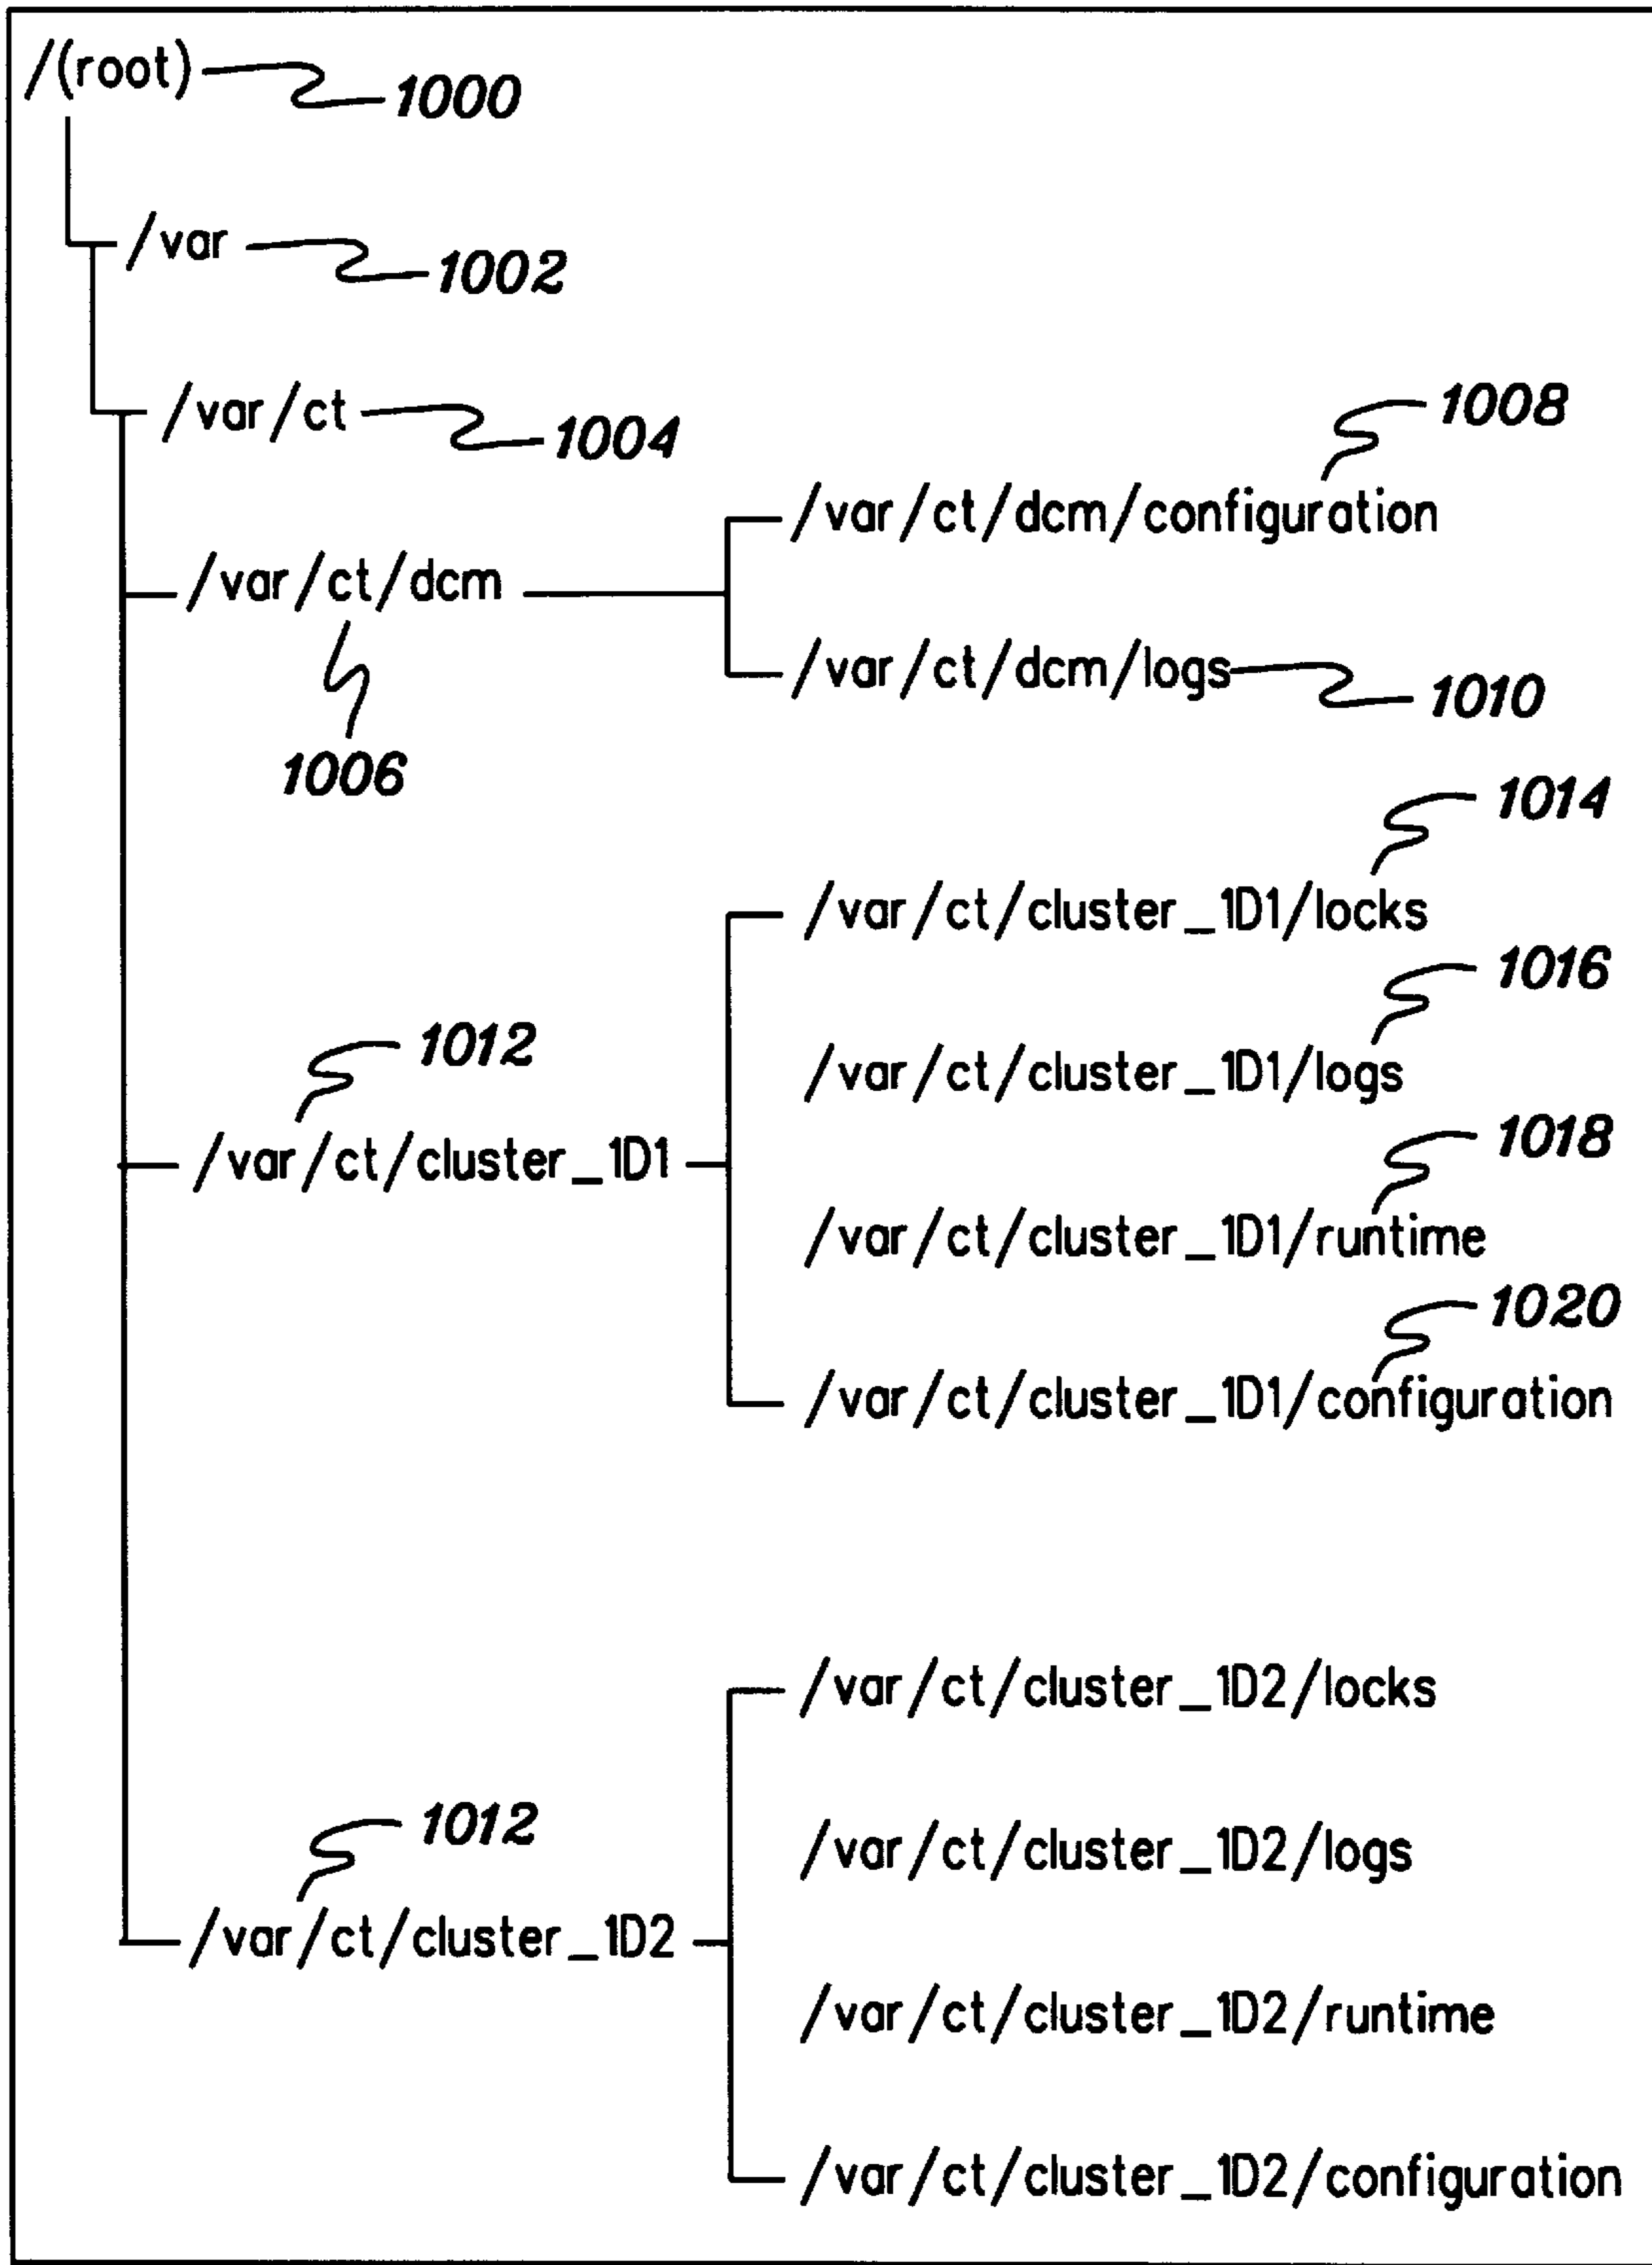 /(root)
1000
/var
1002
/var/ct
1004
1008
/var/ct/dcm/configuration
/var/ct/dcm
/var/ct/dcm/logs
1010
1006
1014
/var/ct/cluster_1D1/locks
1016
/var/ct/cluster_1D1/logs
1012
1018
/var/ct/cluster_1D1
/var/ct/cluster_1D1/runtime
1020
/var/ct/cluster_1D1/configuration
/var/ct/cluster_1D2/locks
1012
/var/ct/cluster_1D2/logs
/var/ct/cluster_1D2
/var/ct/cluster_1D2/runtime
/var/ct/cluster_1D2/configuration